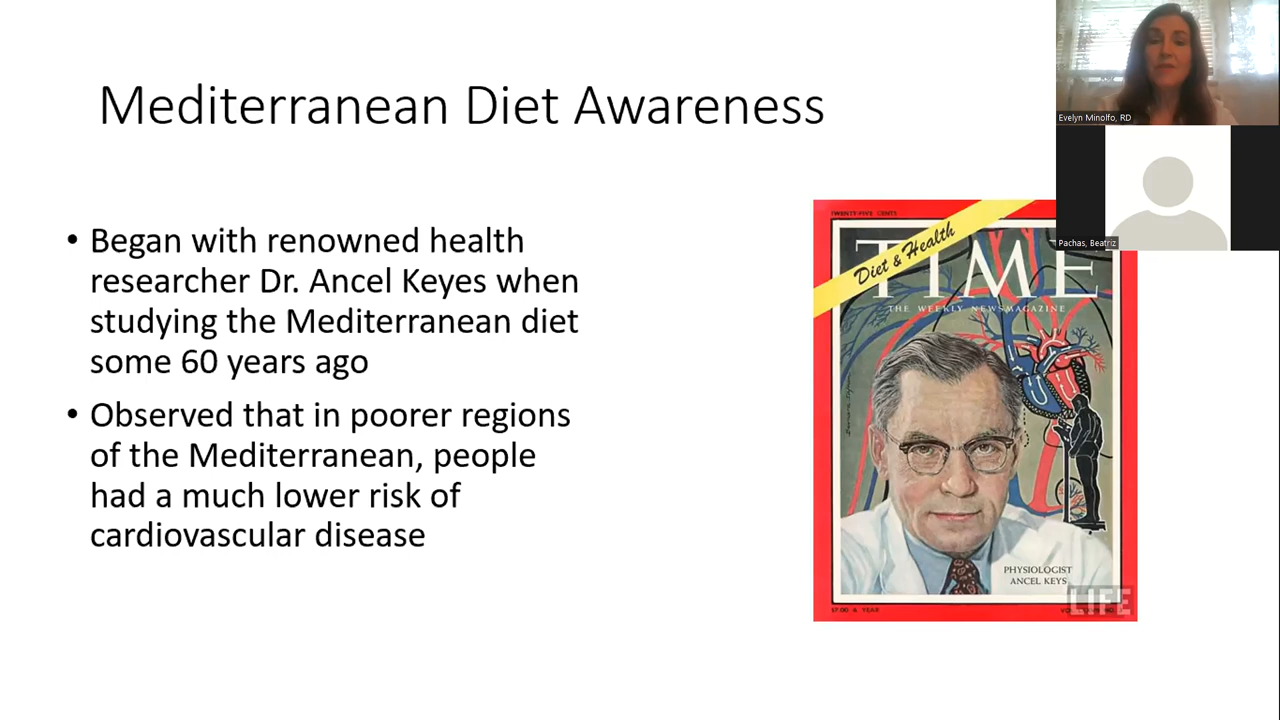 Mediterranean Diet Awareness
• Began with renowned health
researcher Dr. Ancel Keyes when
studying the Mediterranean diet
some 60 years ago
• Observed that in poorer regions
of the Mediterranean, people
had a much lower risk of
cardiovascular disease
TWENTY-FIVE CENTS
Diet & Health
TIME
THE WEEKLY NEWSMAGAZINE
PHYSIOLOGIST
ANCEL KEYS
$7.00 A YEAR
LIFE
Evelyn Minolfo, RD
Pachas, Beatriz